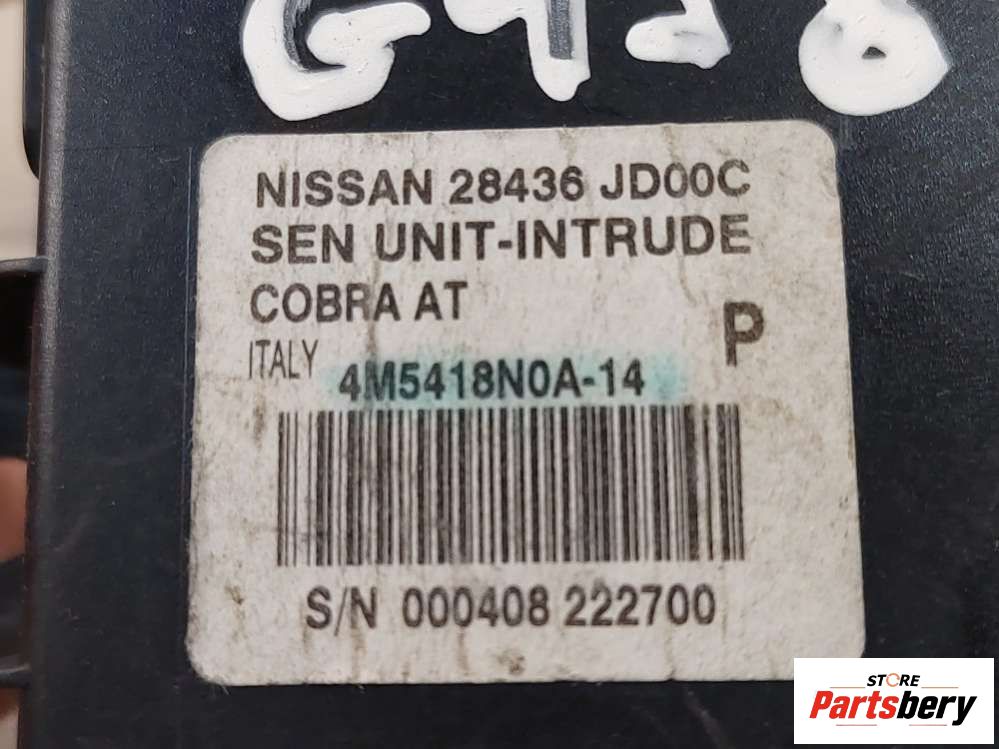 NISSAN 28436 JD00C
SEN UNIT-INTRUDE
COBRA AT
P
ITALY 4M5418N0A-14
S/N 000408 222700
STORE
Partsbery